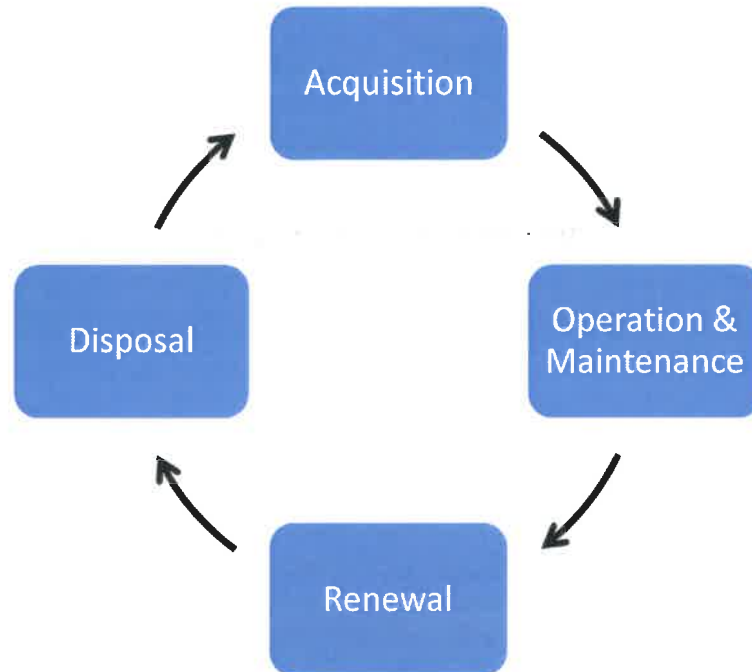 Acquisition
Operation &
Maintenance
Renewal
Disposal